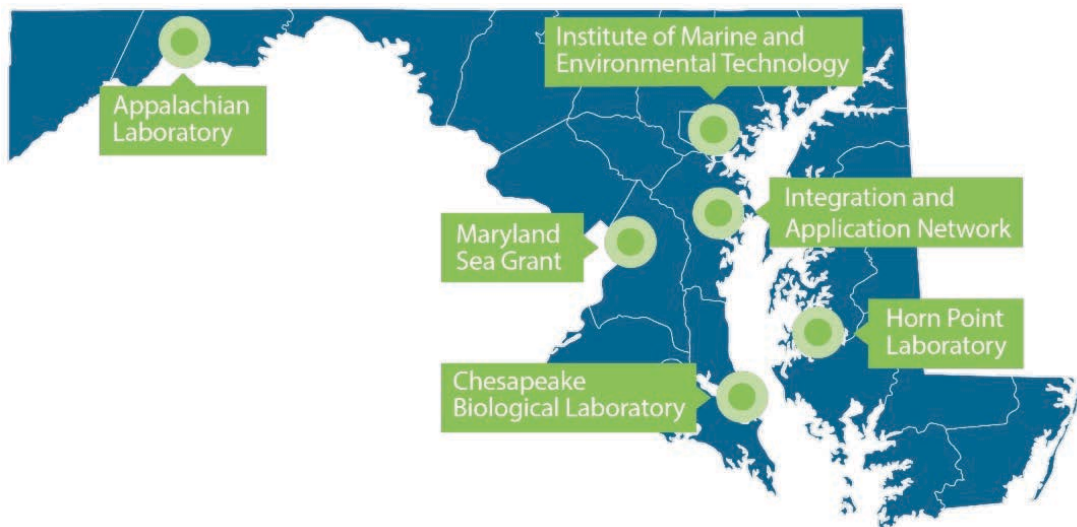 Institute of Marine and
Environmental Technology
Appalachian
Laboratory
Integration and
Application Network
Maryland
Sea Grant
Horn Point
Laboratory
Chesapeake
Biological Laboratory